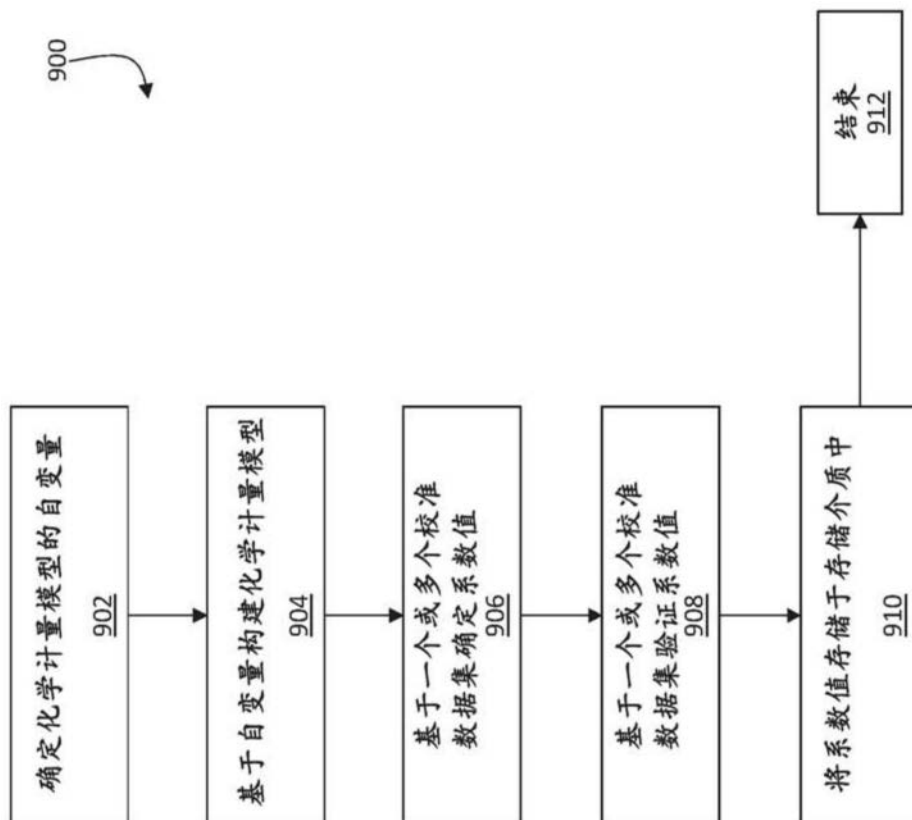 900
确定化学计量模型的自变量
902
基于自变量构建化学计量模型
904
基于一个或多个校准
数据集确定系数值
906
基于一个或多个校准
数据集验证系数值
908
将系数值存储于存储介质中
910
结束
912